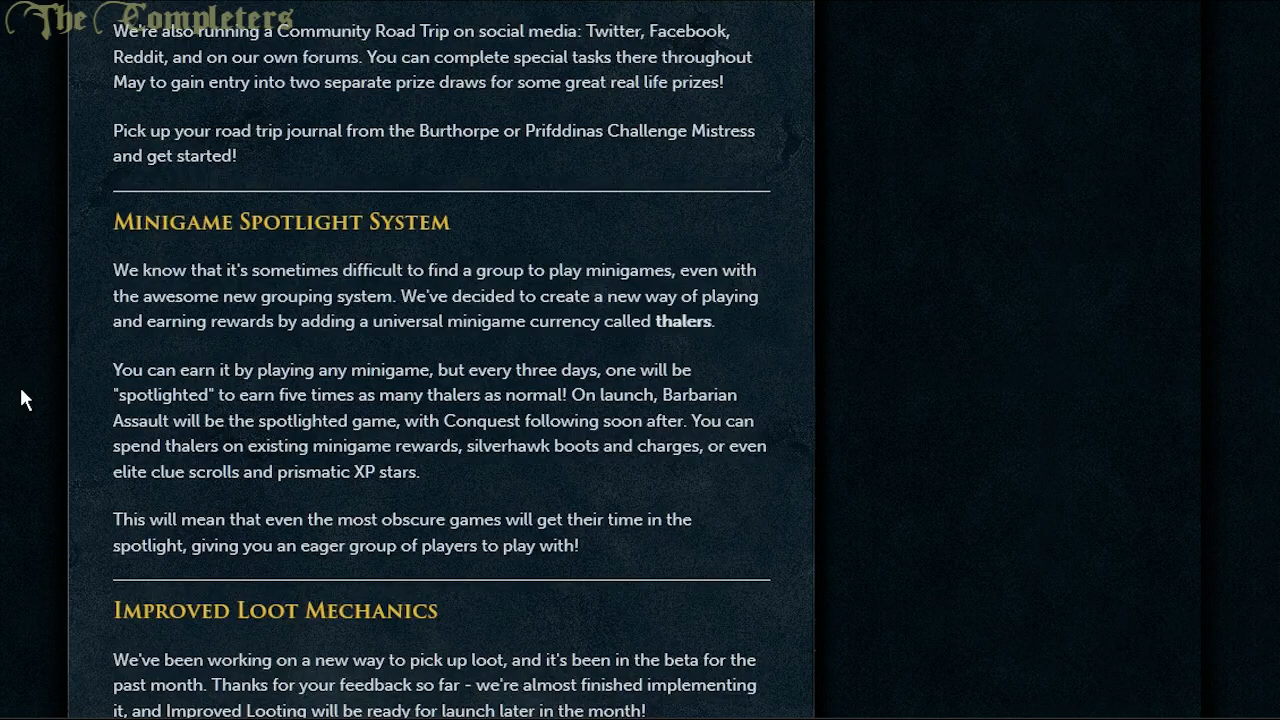 The Completers
We're also running a Community Road Trip on social media: Twitter, Facebook,
Reddit, and on our own forums. You can complete special tasks there throughout
May to gain entry into two separate prize draws for some great real life prizes!
Pick up your road trip journal from the Burthorpe or Prifddinas Challenge Mistress
and get started!
Minigame Spotlight System
We know that it's sometimes difficult to find a group to play minigames, even with
the awesome new grouping system. We've decided to create a new way of playing
and earning rewards by adding a universal minigame currency called thalers.
You can earn it by playing any minigame, but every three days, one will be
"spotlighted" to earn five times as many thalers as normal! On launch, Barbarian
Assault will be the spotlighted game, with Conquest following soon after. You can
spend thalers on existing minigame rewards, silverhawk boots and charges, or even
elite clue scrolls and prismatic XP stars.
This will mean that even the most obscure games will get their time in the
spotlight, giving you an eager group of players to play with!
Improved Loot Mechanics
We've been working on a new way to pick up loot, and it's been in the beta for the
past month. Thanks for your feedback so far - we're almost finished implementing
it, and Improved Looting will be ready for launch later in the month!